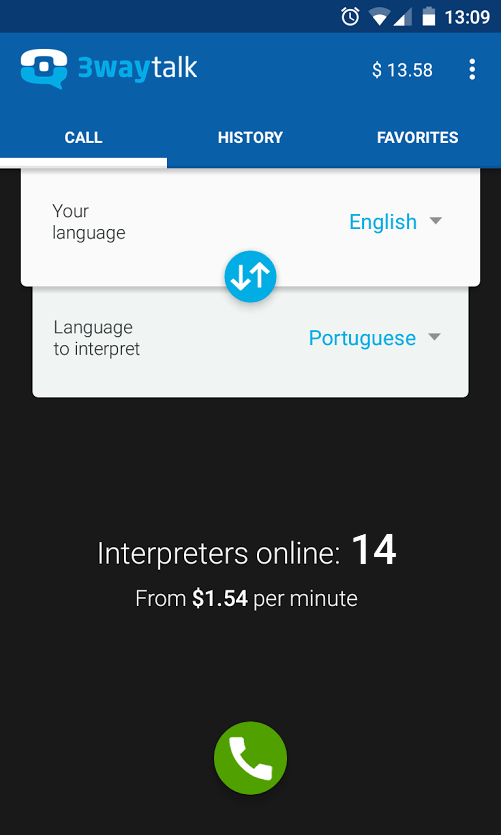 13:09
3waytalk
$ 13.58
CALL
HISTORY
FAVORITES
Your
language
English
Language
to interpret
Portuguese
Interpreters online: 14
From $1.54 per minute